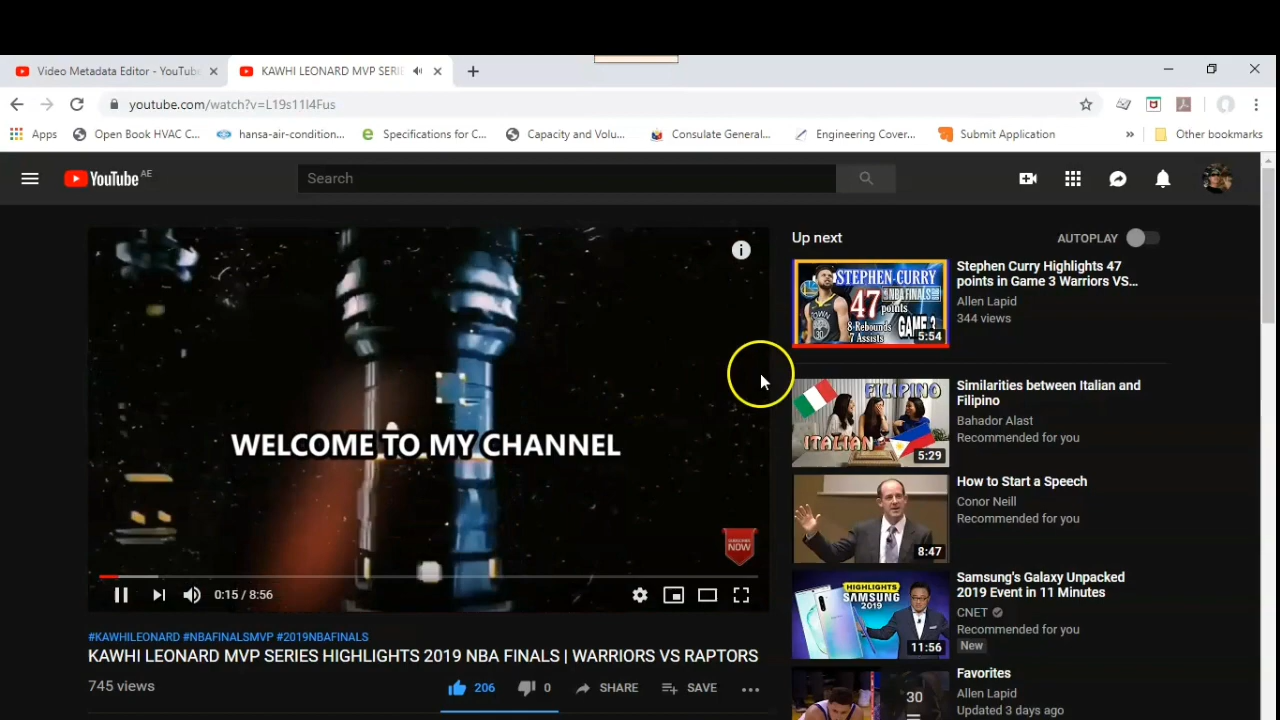 Video Metadata Editor - YouTube
KAWHI LEONARD MVP SERI
youtube.com/watch?v=L19s11I4Fus
Apps
Open Book HVAC C...
hansa-air-condition...
Specifications for C...
Capacity and Volu...
Consulate General...
Engineering Cover...
Submit Application
»
Other bookmarks
YouTube AE
Search
WELCOME TO MY CHANNEL
NOW
0:15 / 8:56
#KAWHILEONARD #NBAFINALSMVP #2019NBAFINALS
KAWHI LEONARD MVP SERIES HIGHLIGHTS 2019 NBA FINALS | WARRIORS VS RAPTORS
745 views
206
0
SHARE
SAVE
Up next
AUTOPLAY
STEPHEN CURRY
47
NBA FINALS
points
8 Rebounds
7 Assists
GAME 3
5:54
Stephen Curry Highlights 47
points in Game 3 Warriors VS...
Allen Lapid
344 views
FILIPINO
ITALIAN
5:29
Similarities between Italian and
Filipino
Bahador Alast
Recommended for you
8:47
How to Start a Speech
Conor Neill
Recommended for you
HIGHLIGHTS
SAMSUNG
2019
11:56
Samsung's Galaxy Unpacked
2019 Event in 11 Minutes
CNET
Recommended for you
New
30
Favorites
Allen Lapid
Updated 3 days ago